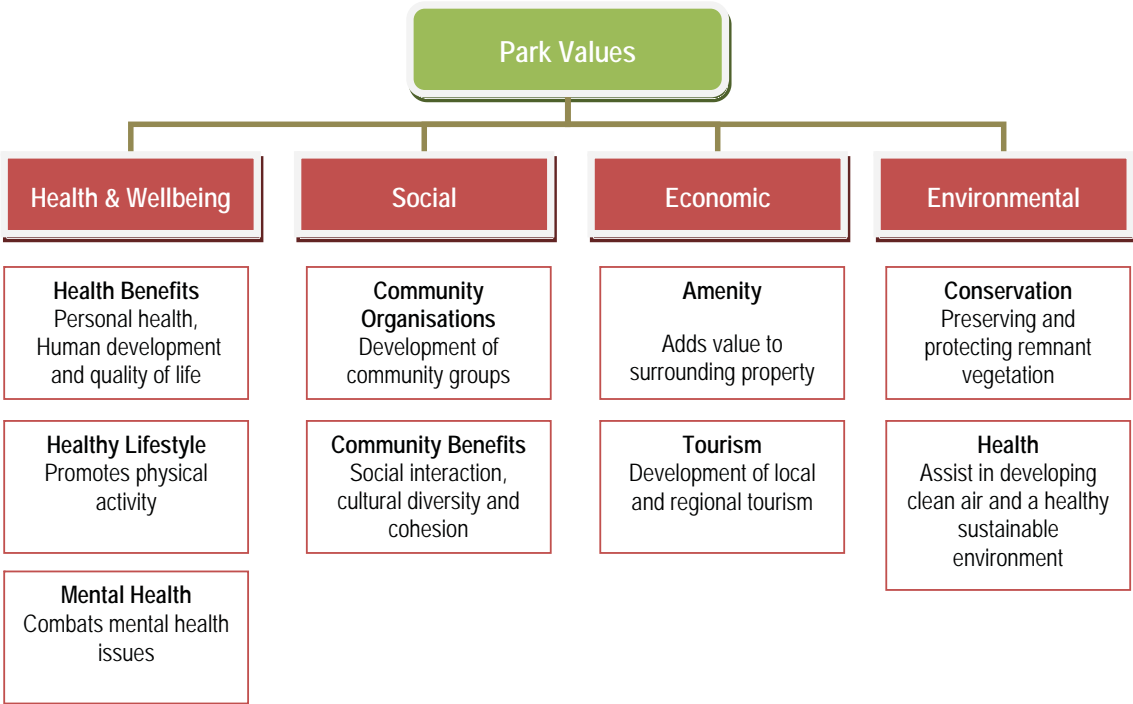 Park Values
Health & Wellbeing
Health Benefits
Personal health,
Human development
and quality of life
Healthy Lifestyle
Promotes physical
activity
Mental Health
Combats mental health
issues
Social
Community
Organisations
Development of
community groups
Community Benefits
Social interaction,
cultural diversity and
cohesion
Economic
Amenity
Adds value to
surrounding property
Tourism
Development of local
and regional tourism
Environmental
Conservation
Preserving and
protecting remnant
vegetation
Health
Assist in developing
clean air and a healthy
sustainable
environment